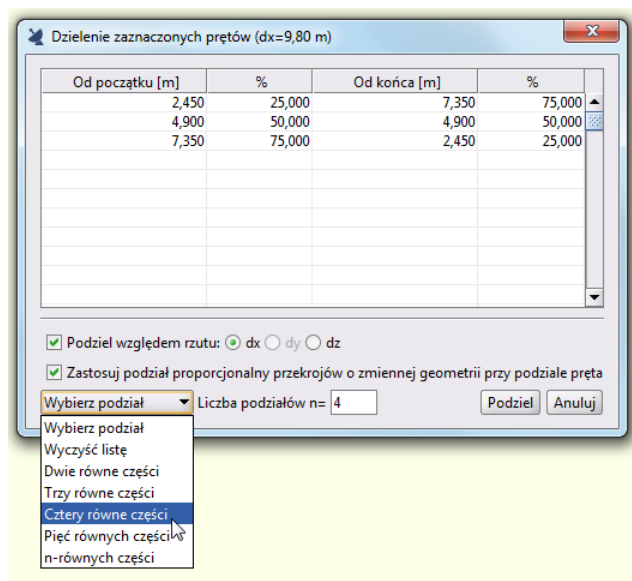 Dzielenie zaznaczonych prętów (dx=9,80 m)
Od początku [m] % Od końca [m] %
2,450 25,000 7,350 75,000
4,900 50,000 4,900 50,000
7,350 75,000 2,450 25,000
Podziel względem rzutu: dx dy dz
Zastosuj podział proporcjonalny przekrojów o zmiennej geometrii przy podziale pręta
Wybierz podział Liczba podziałów n= 4 Podziel Anuluj
Wybierz podział
Wyczyść listę
Dwie równe części
Trzy równe części
Cztery równe części
Pięć równych części
n-równych części